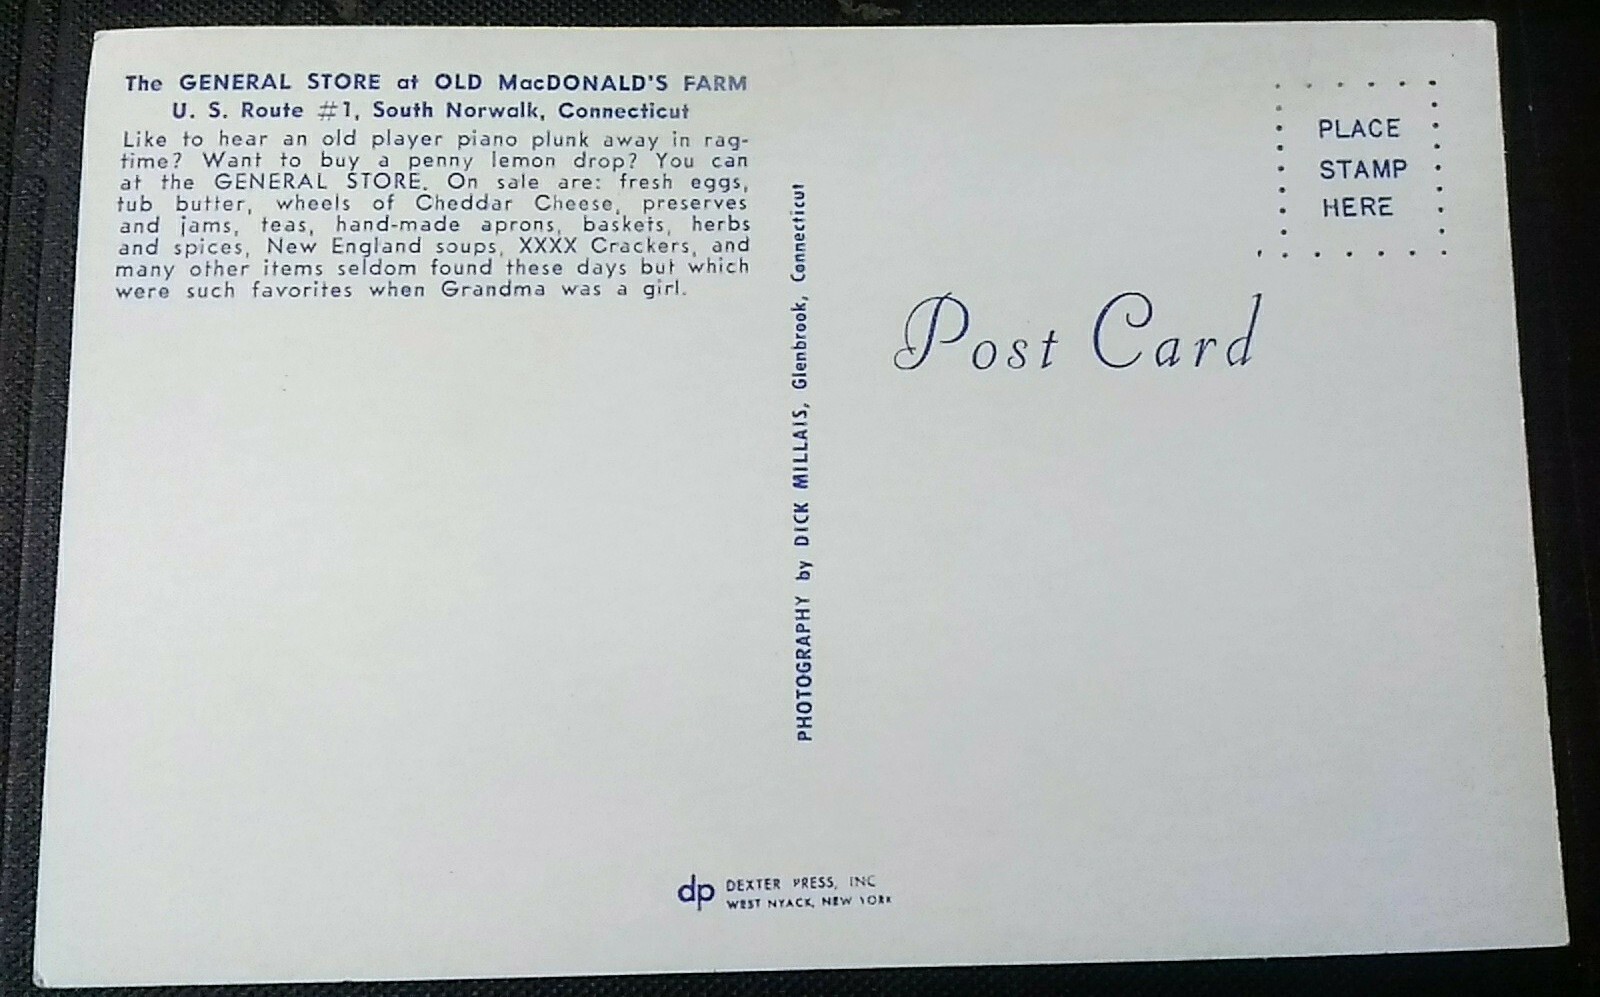 The GENERAL STORE at OLD MacDONALD'S FARM
U. S. Route #1, South Norwalk, Connecticut
Like to hear an old player piano plunk away in rag-
time? Want to buy a penny lemon drop? You can
at the GENERAL STORE. On sale are: fresh eggs,
tub butter, wheels of Cheddar Cheese, preserves
and jams, teas, hand-made aprons, baskets, herbs
and spices, New England soups, XXXX Crackers, and
many other items seldom found these days but which
were such favorites when Grandma was a girl.
PHOTOGRAPHY by DICK MILLAIS, Glenbrook, Connecticut
PLACE
STAMP
HERE
Post Card
dp DEXTER PRESS, INC
WEST NYACK, NEW YORK